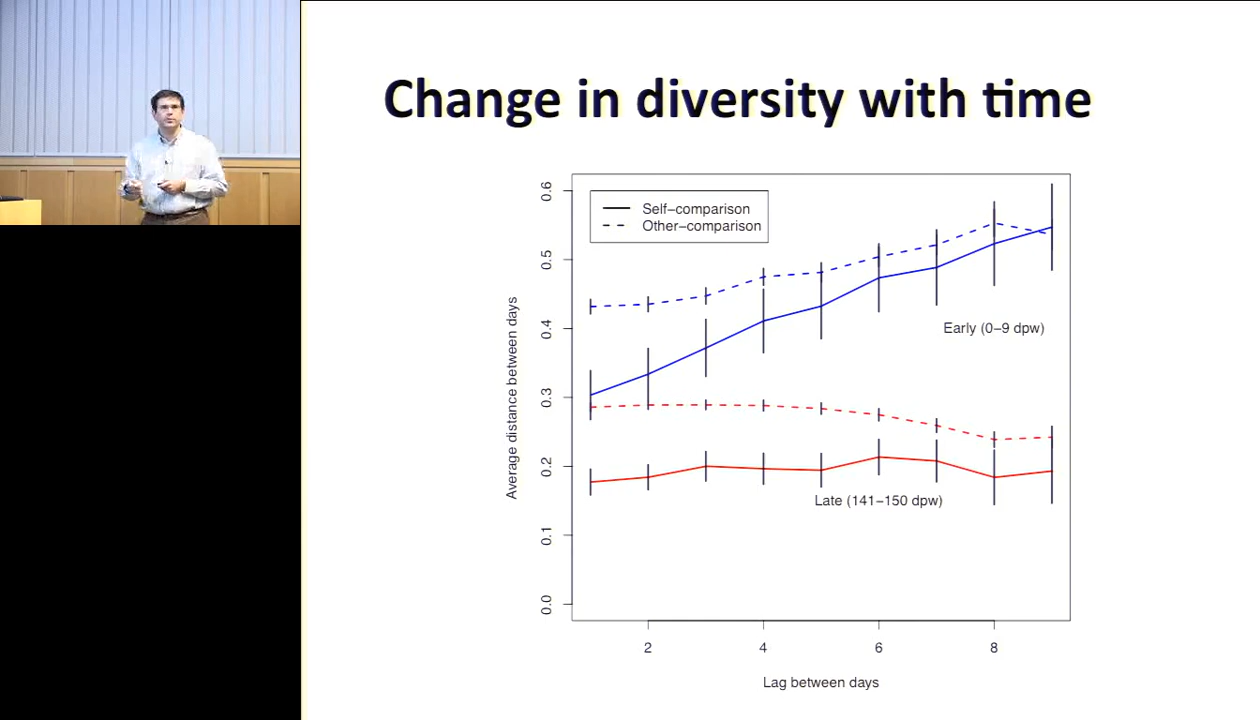 Change in diversity with time
Self−comparison
Other−comparison
Average distance between days
0.6
0.5
0.4
0.3
0.2
0.1
0.0
Early (0−9 dpw)
Late (141−150 dpw)
2 4 6 8
Lag between days